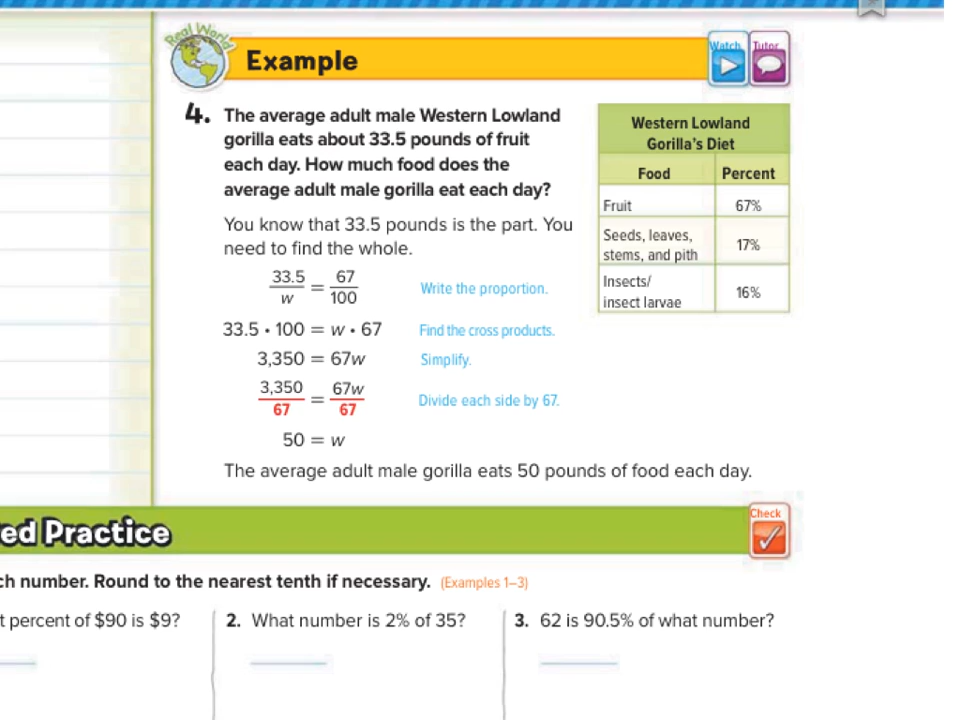 Real World
Example
Watch
Tutor
4. The average adult male Western Lowland
gorilla eats about 33.5 pounds of fruit
each day. How much food does the
average adult male gorilla eat each day?
You know that 33.5 pounds is the part. You
need to find the whole.
33.5/w = 67/100 Write the proportion.
33.5 • 100 = w • 67 Find the cross products.
3,350 = 67w Simplify.
3,350/67 = 67w/67 Divide each side by 67.
50 = w
The average adult male gorilla eats 50 pounds of food each day.
Western Lowland
Gorilla's Diet
Food Percent
Fruit 67%
Seeds, leaves,
stems, and pith 17%
Insects/
insect larvae 16%
ed Practice
Check
ch number. Round to the nearest tenth if necessary. (Examples 1–3)
t percent of $90 is $9?
2. What number is 2% of 35?
3. 62 is 90.5% of what number?